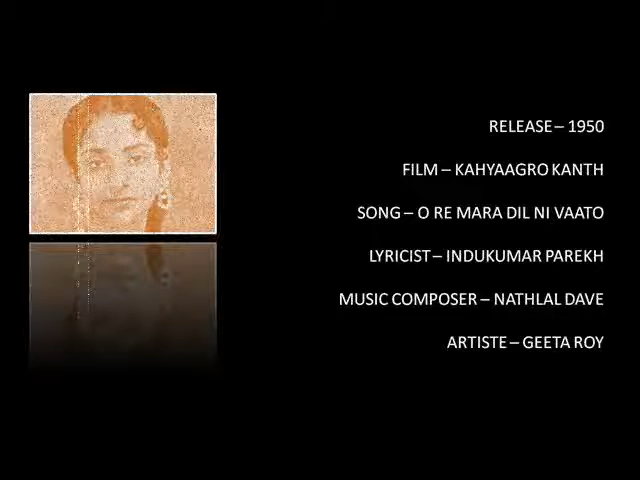 RELEASE – 1950
FILM – KAHYAAGRO KANTH
SONG – O RE MARA DIL NI VAATO
LYRICIST – INDUKUMAR PAREKH
MUSIC COMPOSER – NATHLAL DAVE
ARTISTE – GEETA ROY